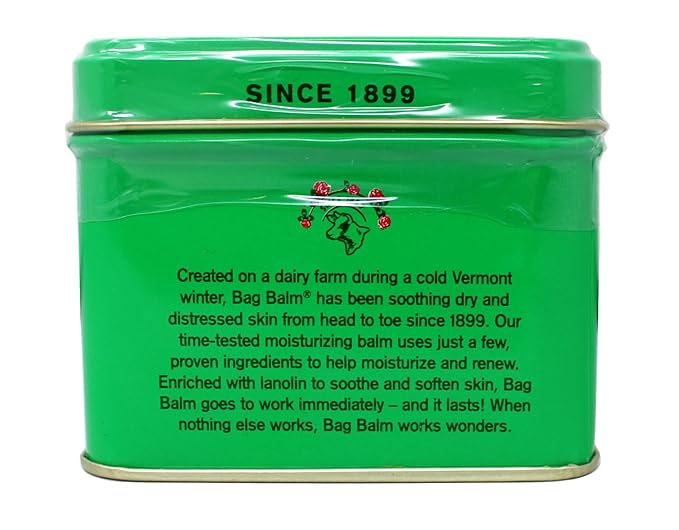 SINCE 1899
Created on a dairy farm during a cold Vermont
winter, Bag Balm® has been soothing dry and
distressed skin from head to toe since 1899. Our
time-tested moisturizing balm uses just a few,
proven ingredients to help moisturize and renew.
Enriched with lanolin to soothe and soften skin, Bag
Balm goes to work immediately – and it lasts! When
nothing else works, Bag Balm works wonders.